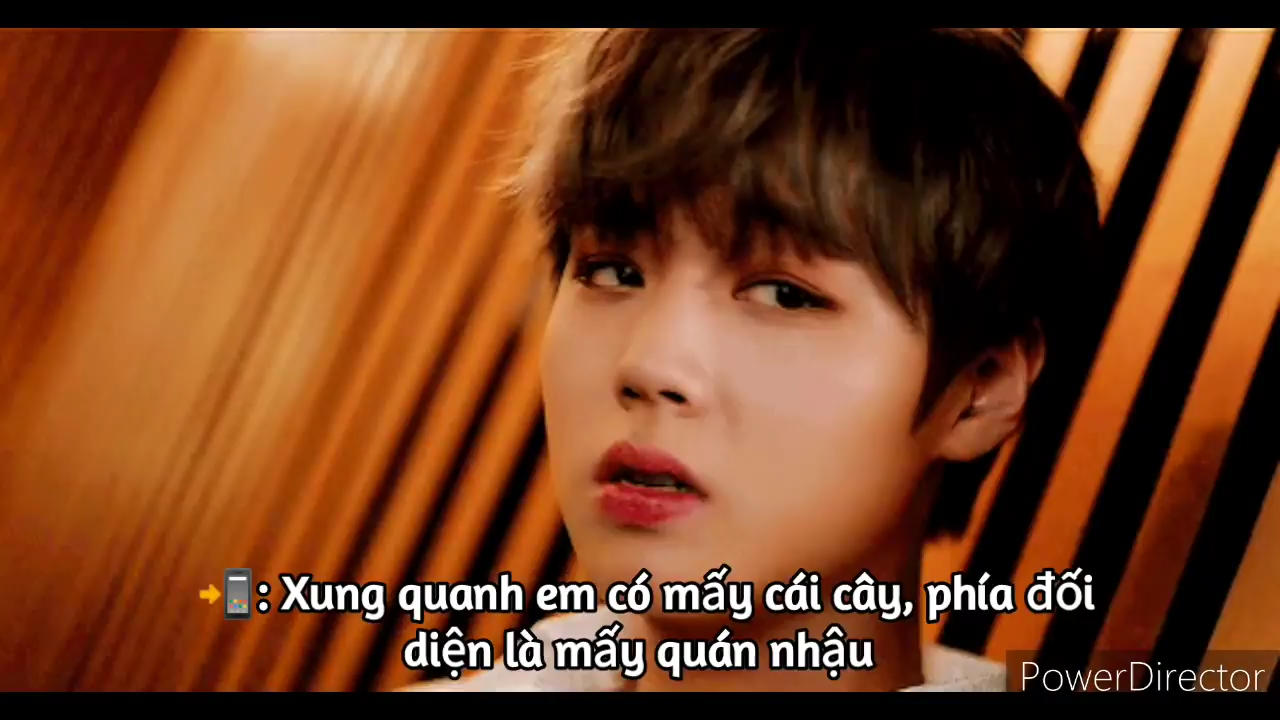 📲: Xung quanh em có mấy cái cây, phía đối
diện là mấy quán nhậu
PowerDirector